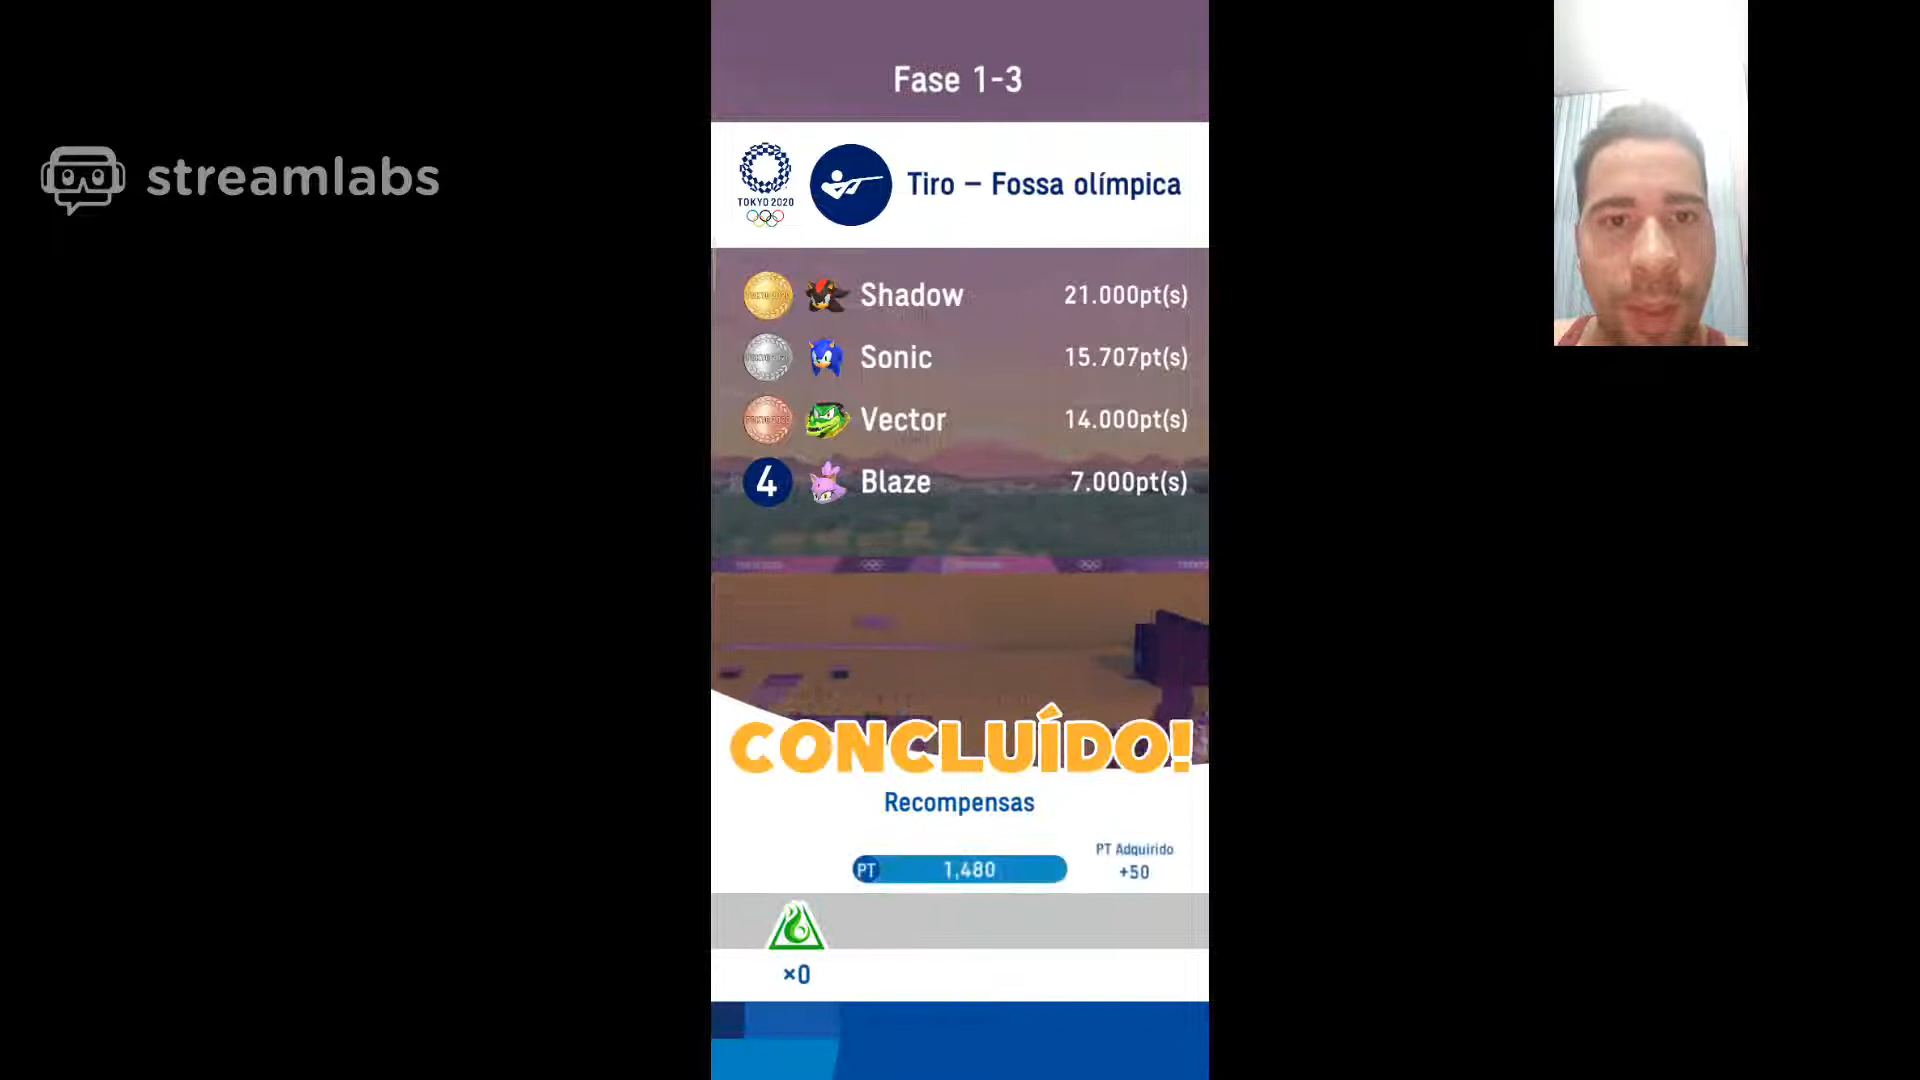 Fase 1-3
streamlabs
TOKYO 2020
Tiro – Fossa olímpica
Shadow 21.000pt(s)
Sonic 15.707pt(s)
Vector 14.000pt(s)
4 Blaze 7.000pt(s)
CONCLUÍDO!
Recompensas
PT 1,480
PT Adquirido
+50
×0